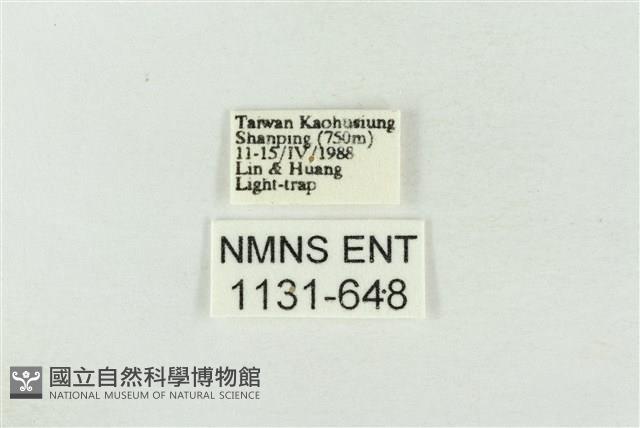 Taiwan Kaohusiung
Shanping (750m)
11-15/IV/1988
Lin & Huang
Light-trap
NMNS ENT
1131-648
國立自然科學博物館
NATIONAL MUSEUM OF NATURAL SCIENCE